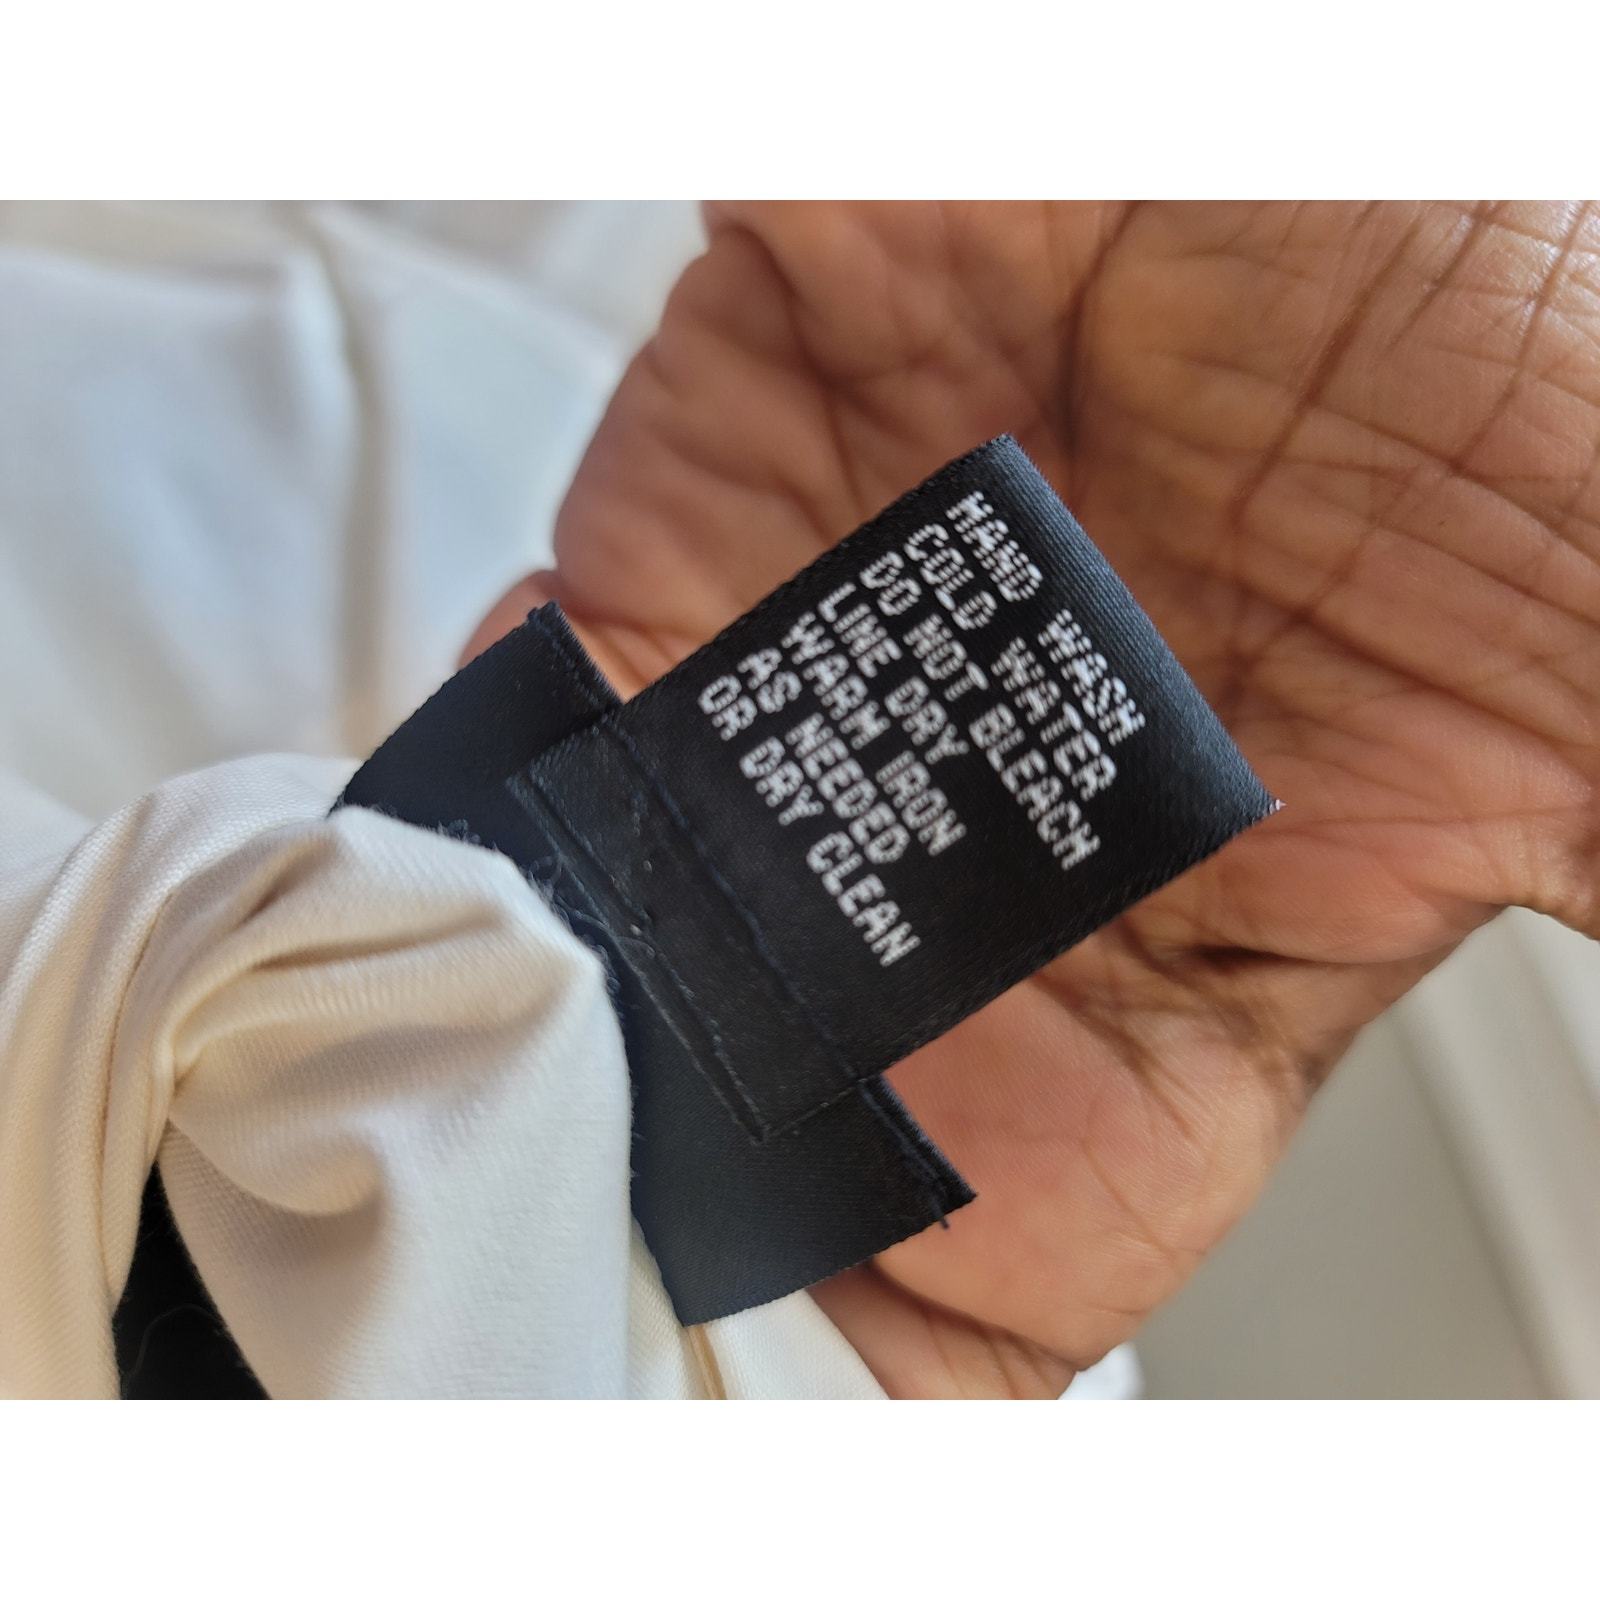 HAND WASH
COLD WATER
DO NOT BLEACH
LINE DRY
WARM IRON
AS NEEDED
OR DRY CLEAN